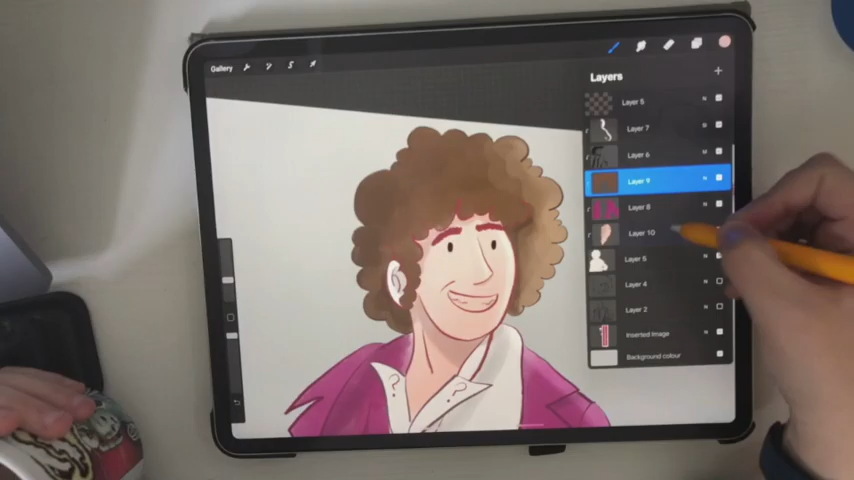 Gallery
Layers
Layer 5
N
Layer 7
N
Layer 6
M
Layer 9
N
Layer 8
N
Layer 10
Layer 5
Layer 4
N
Layer 2
N
Inserted Image
N
Background colour
? ?